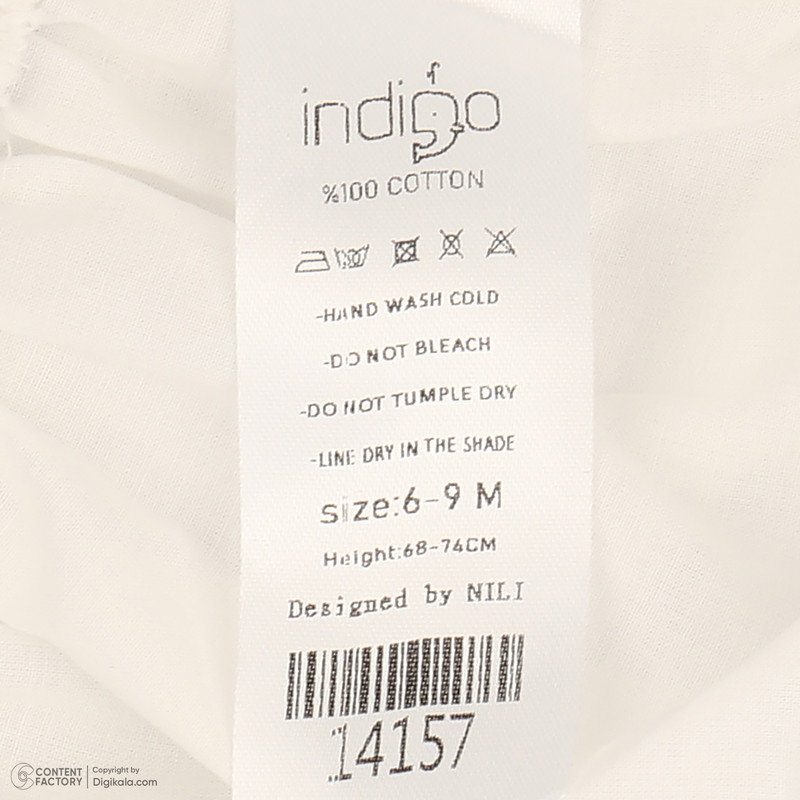 indigo
%100 COTTON
-HAND WASH COLD
-DO NOT BLEACH
-DO NOT TUMPLE DRY
-LINE DRY IN THE SHADE
size:6-9 M
Height:68-74CM
Designed by NILI
14157
CONTENT FACTORY
Copyright by
Digikala.com